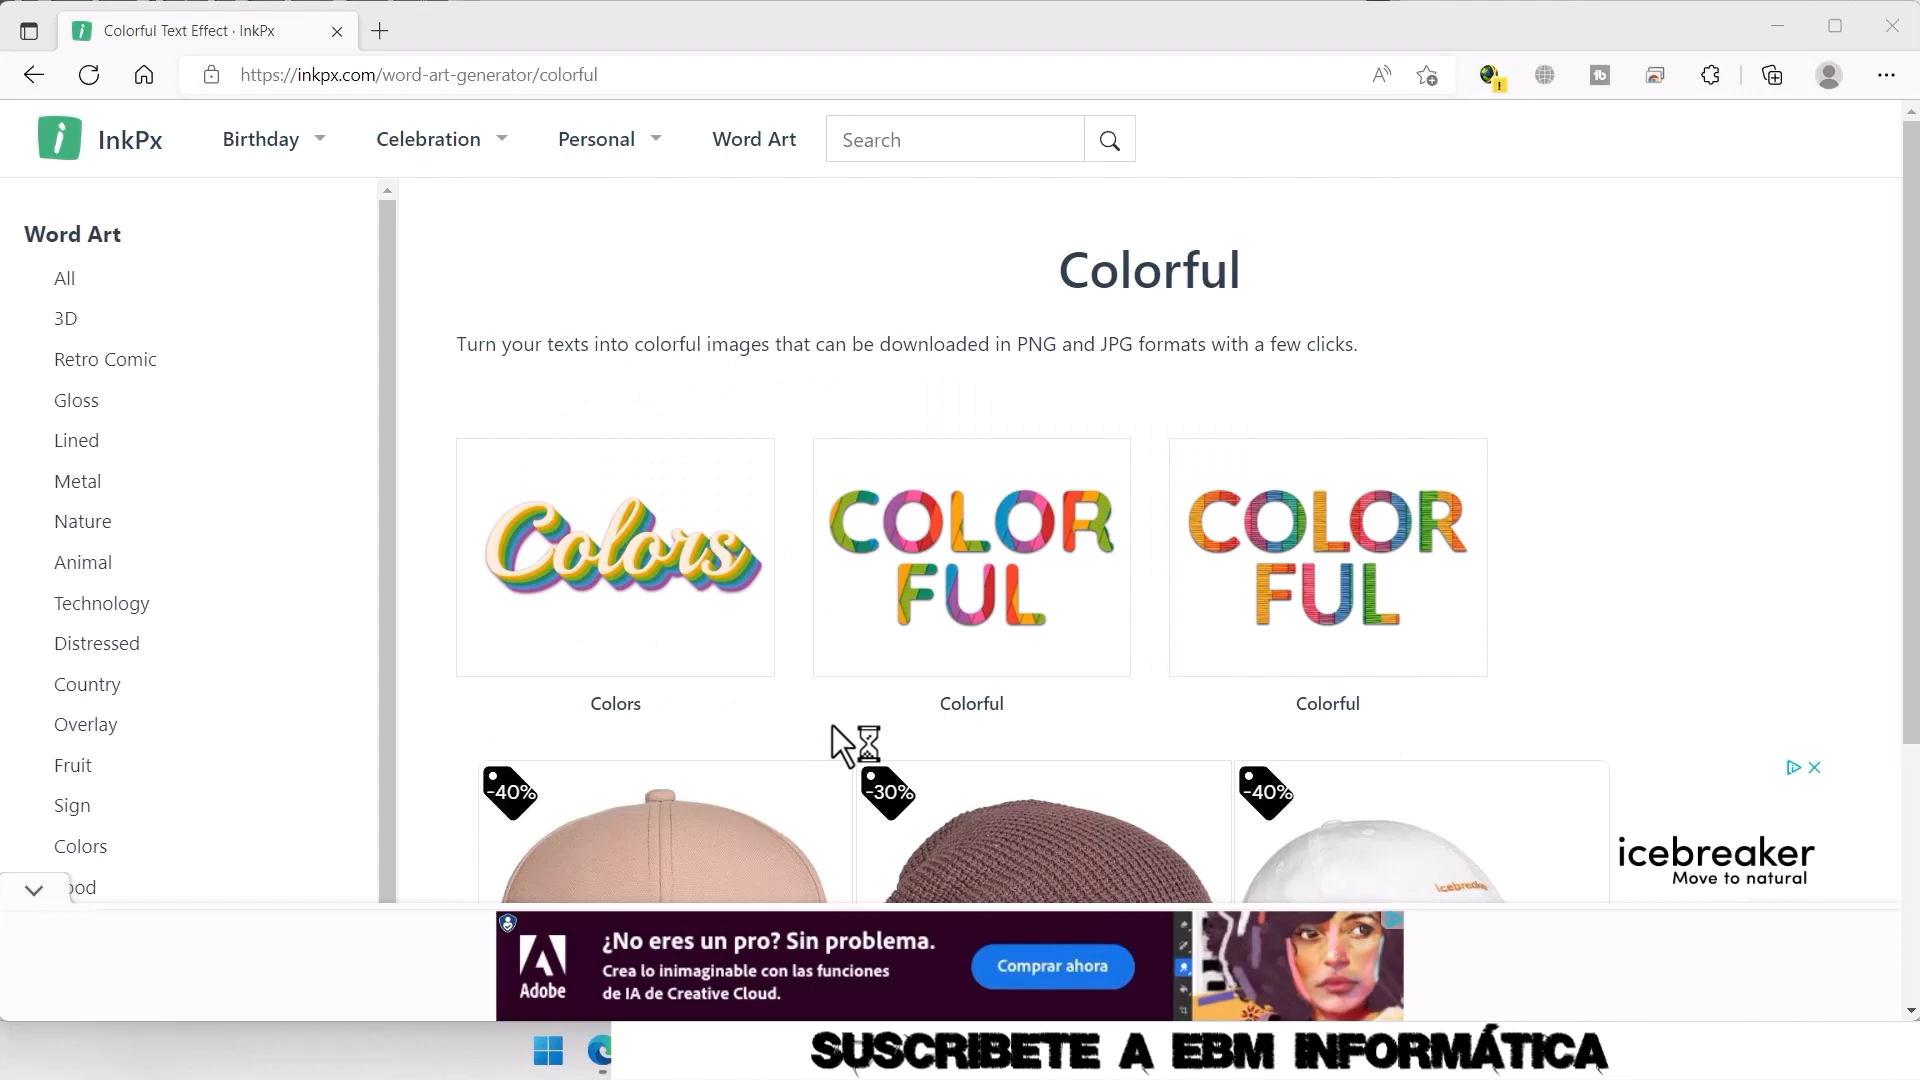 Colorful Text Effect · InkPx
https://inkpx.com/word-art-generator/colorful
InkPx
Birthday
Celebration
Personal
Word Art
Search
Word Art
All
3D
Retro Comic
Gloss
Lined
Metal
Nature
Animal
Technology
Distressed
Country
Overlay
Fruit
Sign
Colors
ood
Colorful
Turn your texts into colorful images that can be downloaded in PNG and JPG formats with a few clicks.
Colors
COLOR
FUL
COLOR
FUL
Colors
Colorful
Colorful
-40%
-30%
-40%
icebreaker
icebreaker
Move to natural
Adobe
¿No eres un pro? Sin problema.
Crea lo inimaginable con las funciones
de IA de Creative Cloud.
Comprar ahora
SUSCRIBETE A EBM INFORMÁTICA